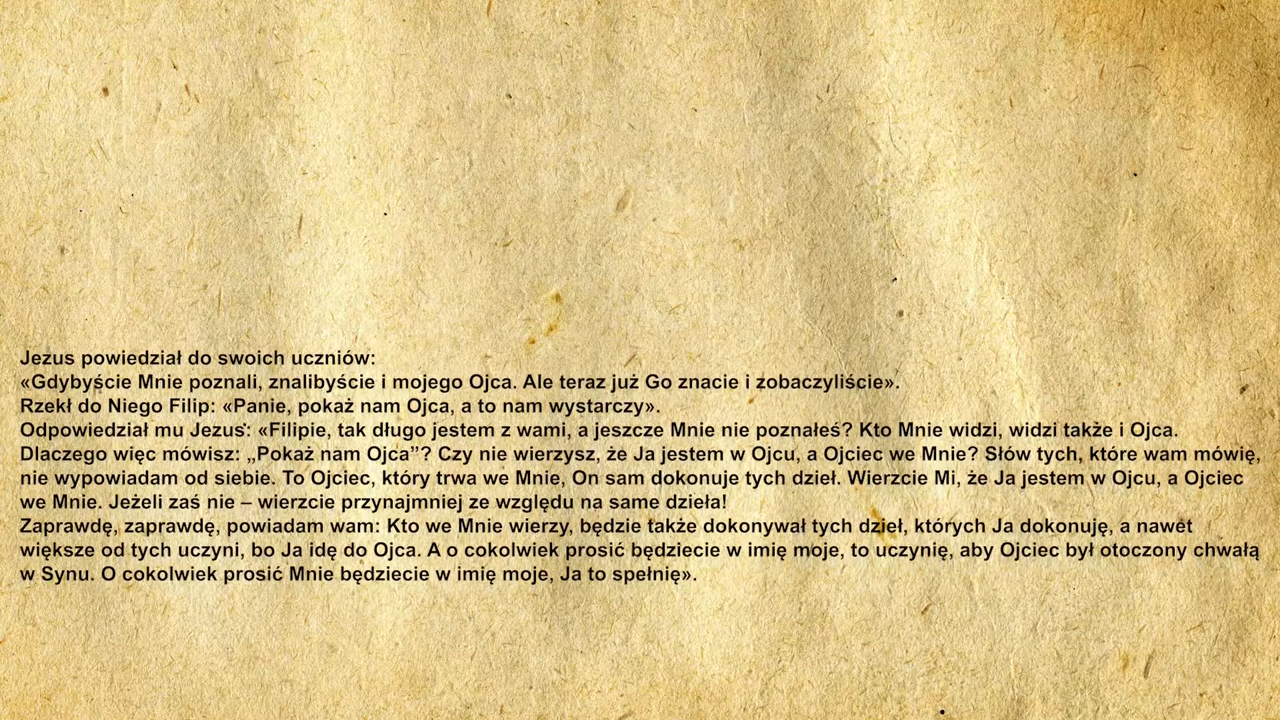 Jezus powiedział do swoich uczniów:
«Gdybyście Mnie poznali, znalibyście i mojego Ojca. Ale teraz już Go znacie i zobaczyliście».
Rzekł do Niego Filip: «Panie, pokaż nam Ojca, a to nam wystarczy».
Odpowiedział mu Jezus: «Filipie, tak długo jestem z wami, a jeszcze Mnie nie poznałeś? Kto Mnie widzi, widzi także i Ojca.
Dlaczego więc mówisz: „Pokaż nam Ojca”? Czy nie wierzysz, że Ja jestem w Ojcu, a Ojciec we Mnie? Słów tych, które wam mówię,
nie wypowiadam od siebie. To Ojciec, który trwa we Mnie, On sam dokonuje tych dzieł. Wierzcie Mi, że Ja jestem w Ojcu, a Ojciec
we Mnie. Jeżeli zaś nie – wierzcie przynajmniej ze względu na same dzieła!
Zaprawdę, zaprawdę, powiadam wam: Kto we Mnie wierzy, będzie także dokonywał tych dzieł, których Ja dokonuję, a nawet
większe od tych uczyni, bo Ja idę do Ojca. A o cokolwiek prosić będziecie w imię moje, to uczynię, aby Ojciec był otoczony chwałą
w Synu. O cokolwiek prosić Mnie będziecie w imię moje, Ja to spełnię».